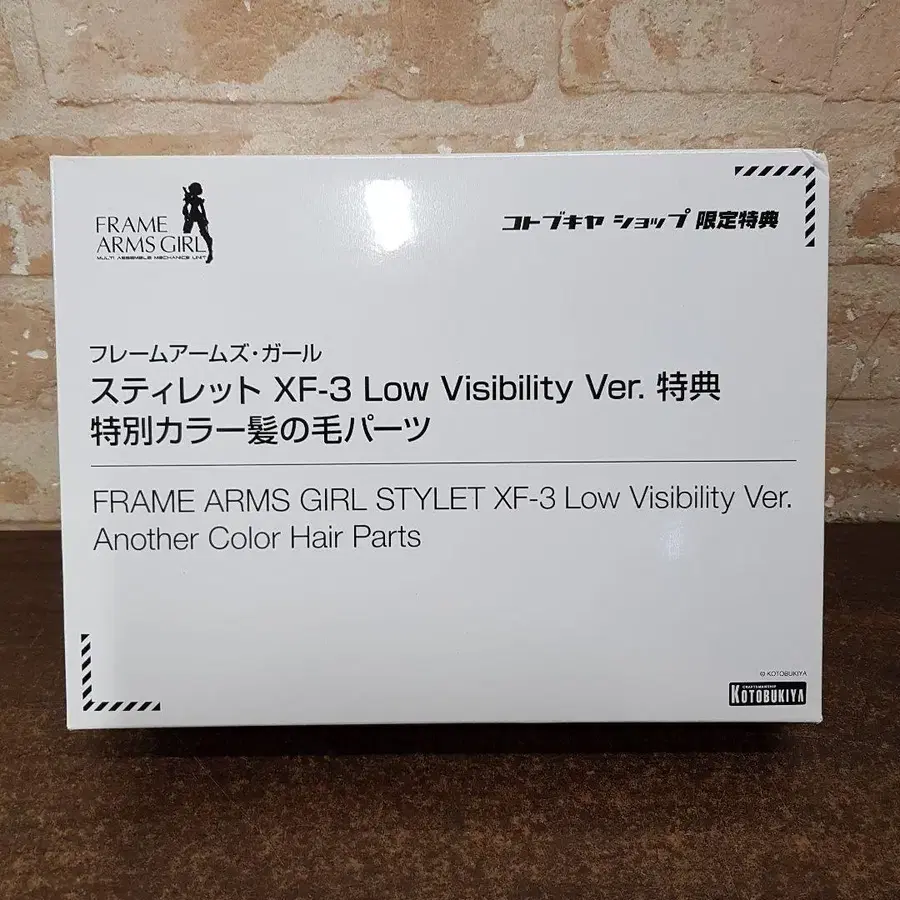 FRAME
ARMS GIRL
MULTI ASSEMBLE MECHANICS UNIT
コトブキヤ ショップ 限定特典
フレームアームズ・ガール
スティレット XF-3 Low Visibility Ver. 特典
特別カラー髪の毛パーツ
FRAME ARMS GIRL STYLET XF-3 Low Visibility Ver.
Another Color Hair Parts
© KOTOBUKIYA
CRAFTSMANSHIP
KOTOBUKIYA